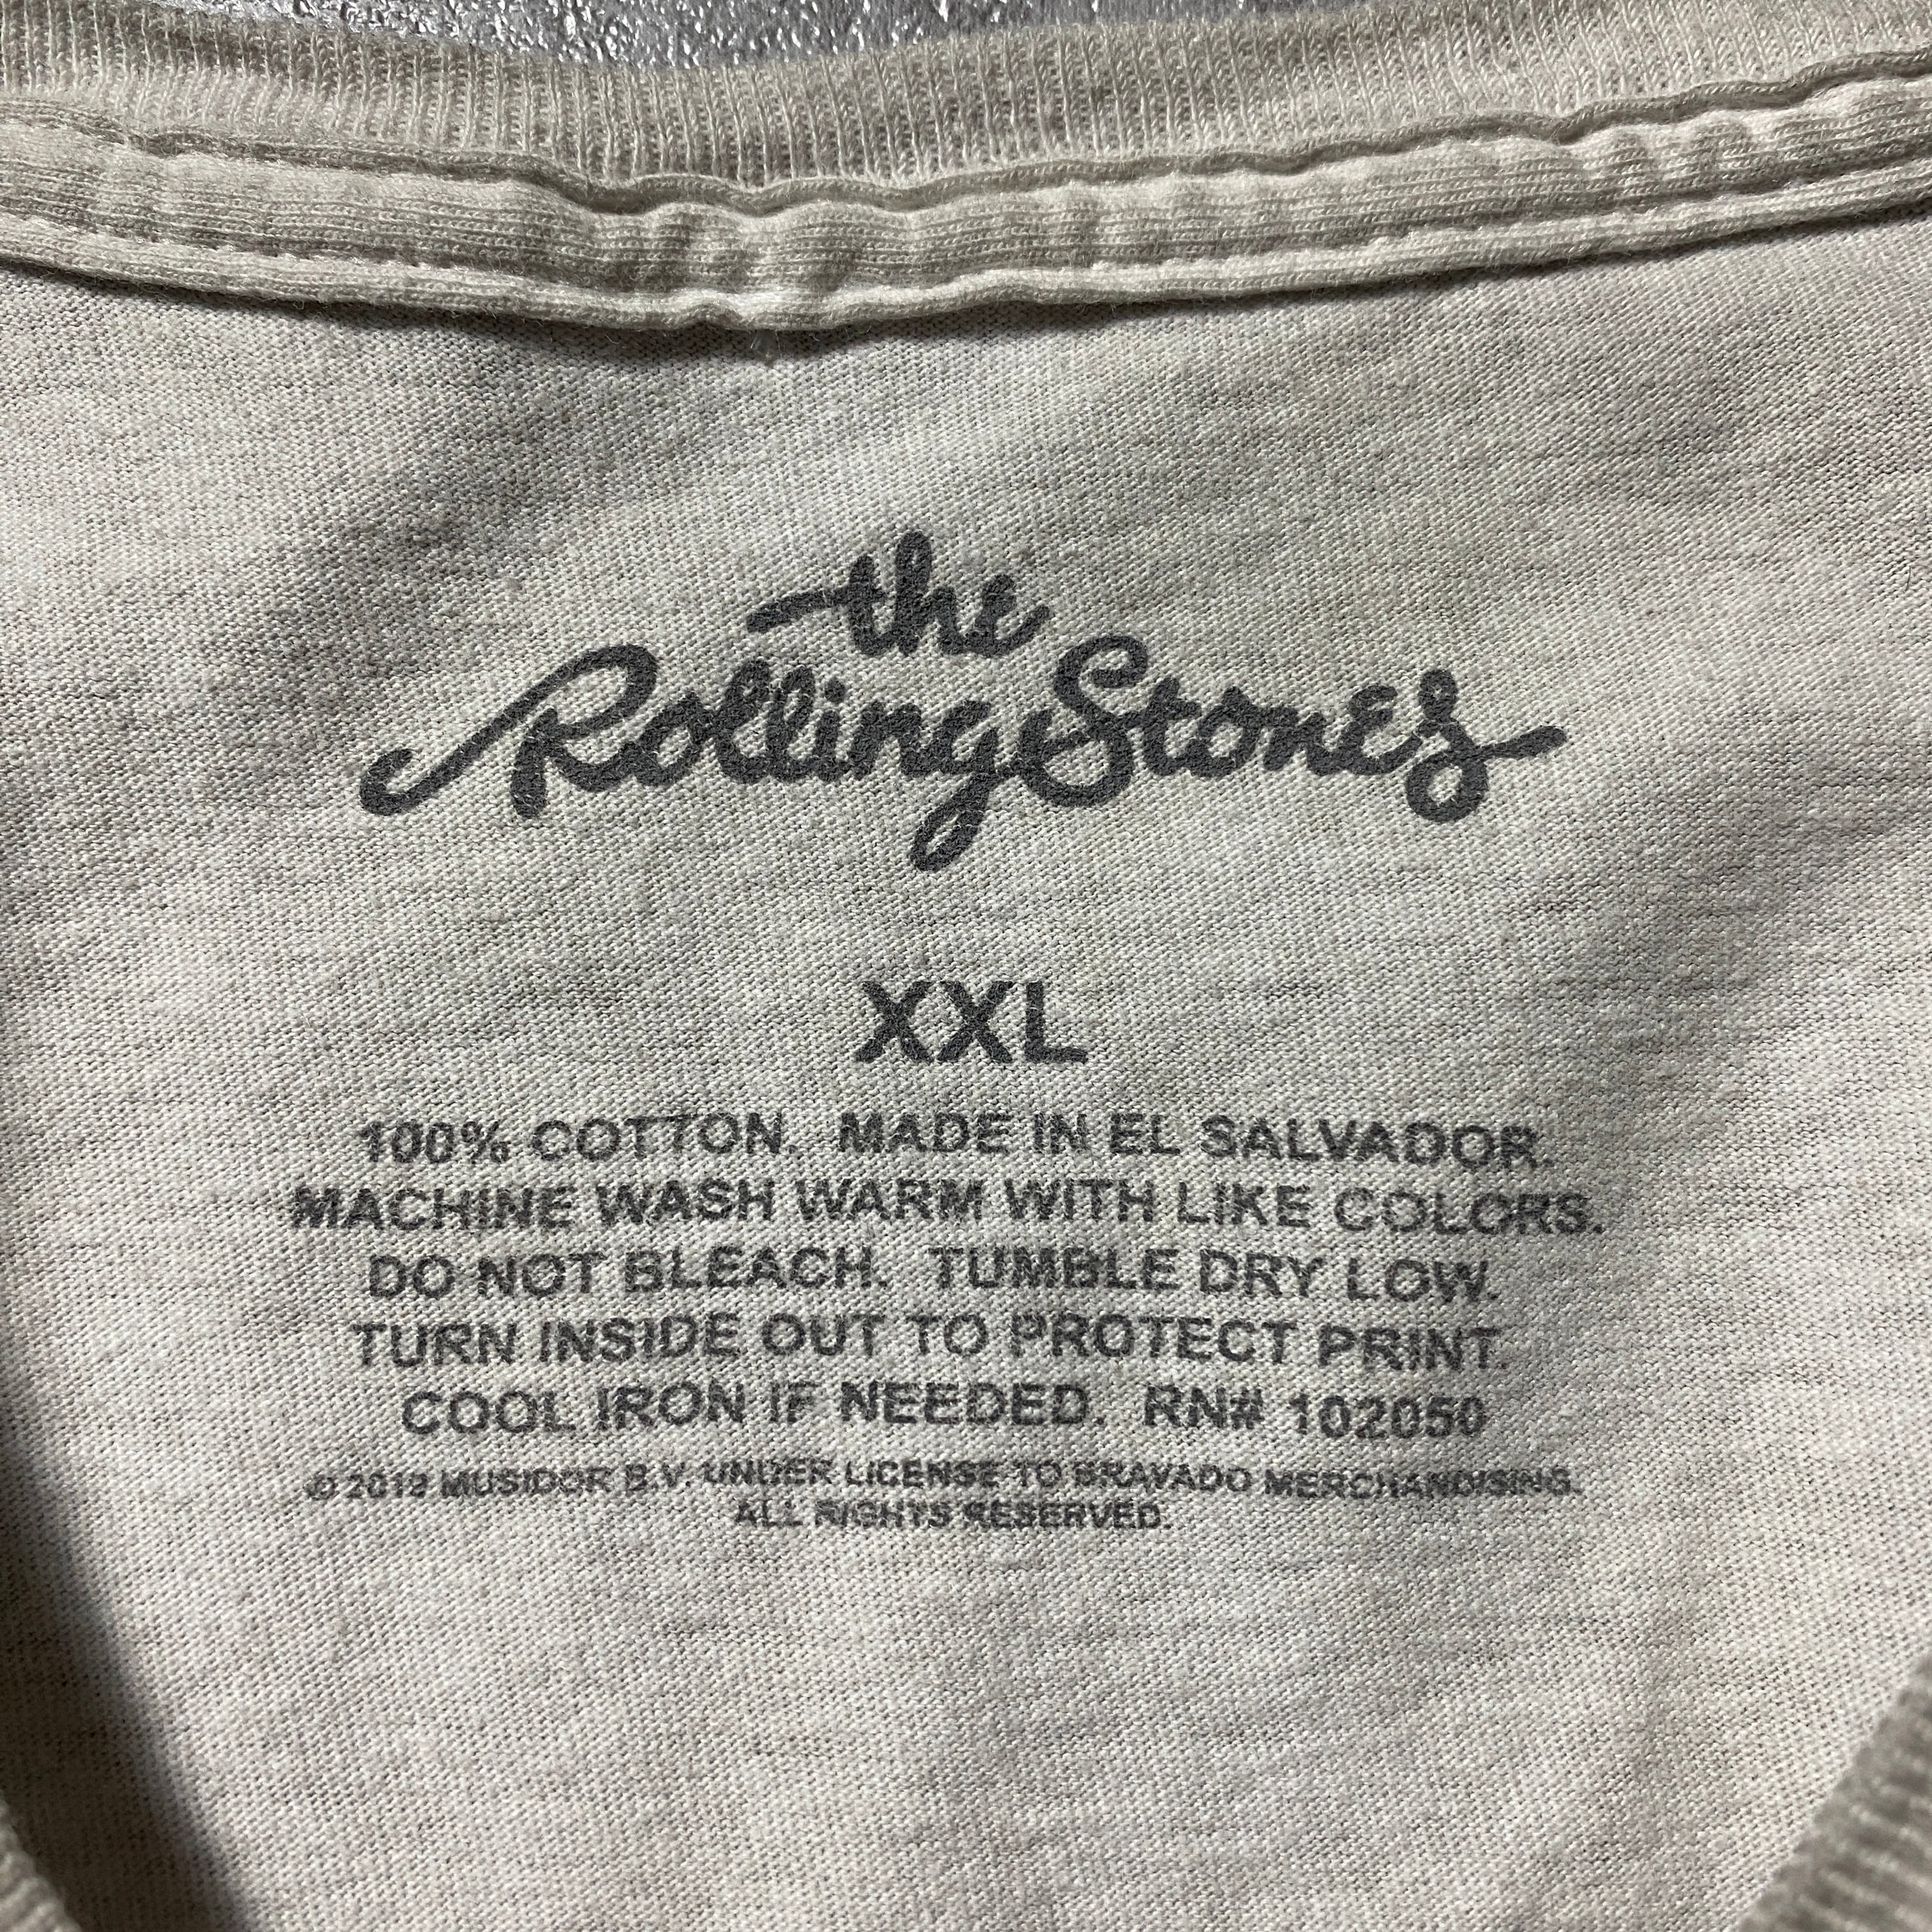 the
Rolling Stones
XXL
100% COTTON. MADE IN EL SALVADOR.
MACHINE WASH WARM WITH LIKE COLORS.
DO NOT BLEACH. TUMBLE DRY LOW.
TURN INSIDE OUT TO PROTECT PRINT.
COOL IRON IF NEEDED. RN# 102050
© MUSIDOR B.V. UNDER LICENSE TO BRAVADO MERCHANDISING.
ALL RIGHTS RESERVED.